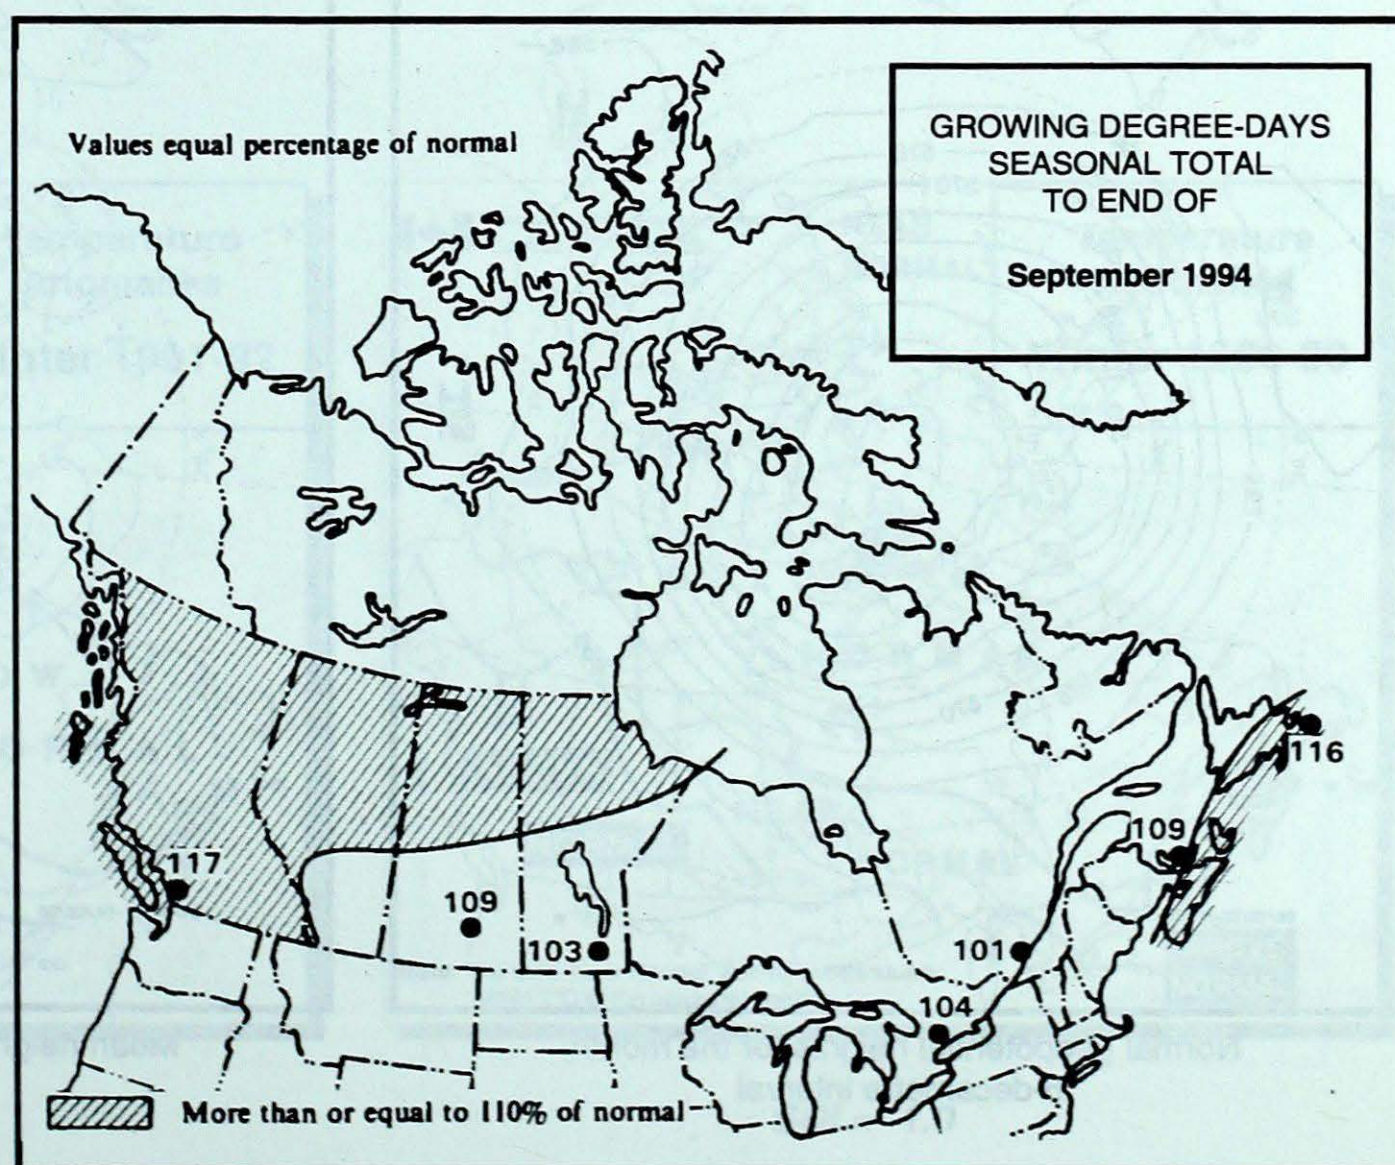 Values equal percentage of normal
GROWING DEGREE-DAYS
SEASONAL TOTAL
TO END OF
September 1994
116
109
117
109
103
101
104
More than or equal to 110% of normal